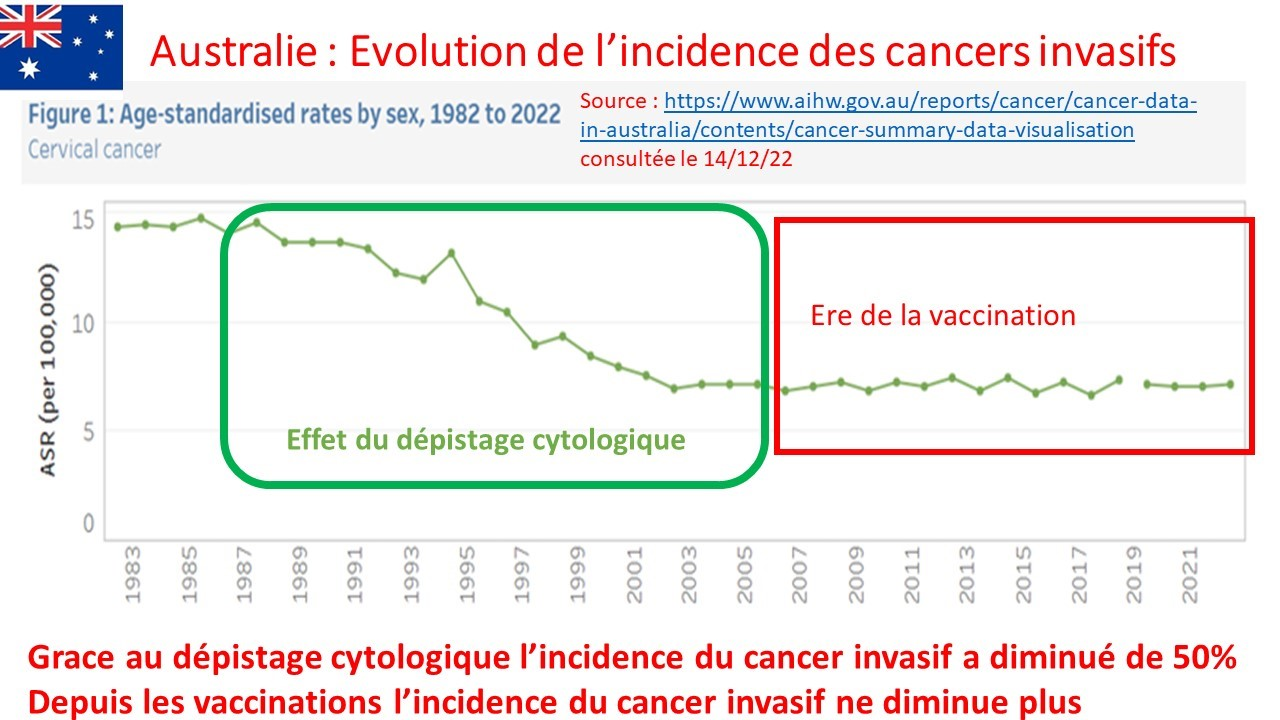 Australie : Evolution de l’incidence des cancers invasifs
Figure 1: Age-standardised rates by sex, 1982 to 2022
Cervical cancer
Source : https://www.aihw.gov.au/reports/cancer/cancer-data-
in-australia/contents/cancer-summary-data-visualisation
consultée le 14/12/22
ASR (per 100,000)
15
10
5
0
Ere de la vaccination
Effet du dépistage cytologique
1983
1985
1987
1989
1991
1993
1995
1997
1999
2001
2003
2005
2007
2009
2011
2013
2015
2017
2019
2021
Grace au dépistage cytologique l’incidence du cancer invasif a diminué de 50%
Depuis les vaccinations l’incidence du cancer invasif ne diminue plus